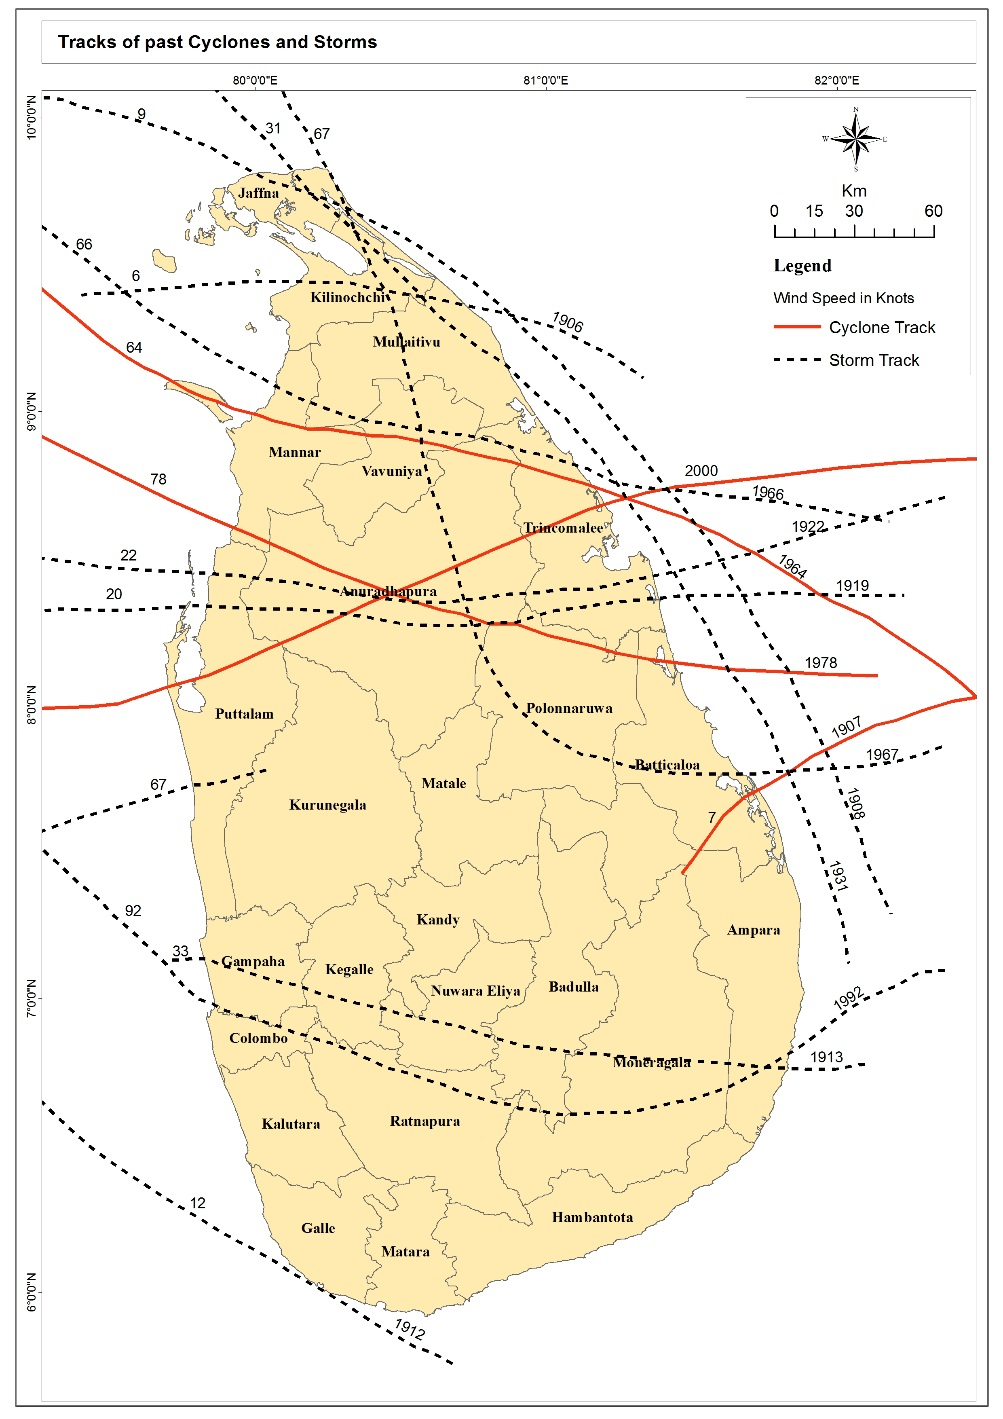 Tracks of past Cyclones and Storms
80°0'0"E
81°0'0"E
82°0'0"E
10°0'0"N
9°0'0"N
8°0'0"N
7°0'0"N
6°0'0"N
N
W
E
S
Km
0 15 30 60
Legend
Wind Speed in Knots
Cyclone Track
Storm Track
9
31
67
Jaffna
66
6
Kilinochchi
1906
64
Mullaitivu
Mannar
78
Vavuniya
2000
1966
Trincomalee
1922
22
1964
20
Anuradhapura
1919
1978
Puttalam
Polonnaruwa
1907
1967
67
Matale
Batticaloa
Kurunegala
7
1908
1931
92
Kandy
Ampara
33
Gampaha
Kegalle
Nuwara Eliya
Badulla
1992
Colombo
Moneragala
1913
Kalutara
Ratnapura
12
Galle
Hambantota
Matara
1912